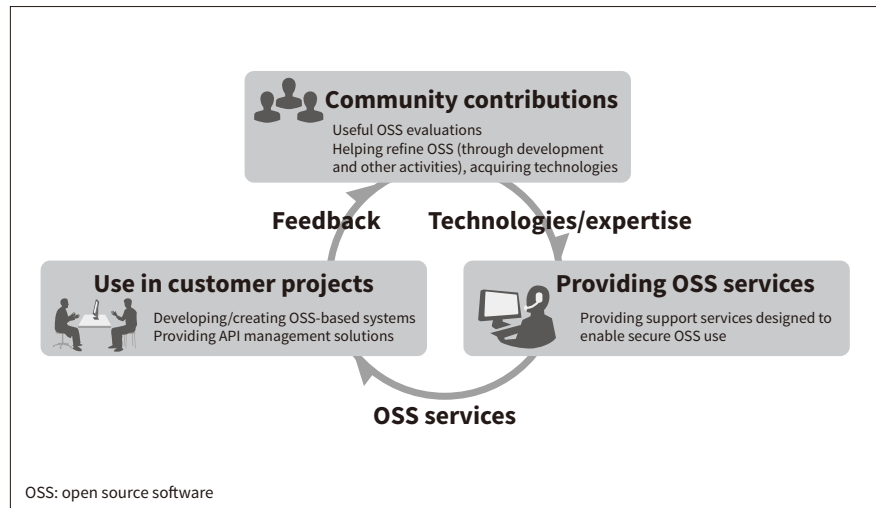 Community contributions
Useful OSS evaluations
Helping refine OSS (through development
and other activities), acquiring technologies
Feedback
Technologies/expertise
Use in customer projects
Developing/creating OSS-based systems
Providing API management solutions
Providing OSS services
Providing support services designed to
enable secure OSS use
OSS services
OSS: open source software